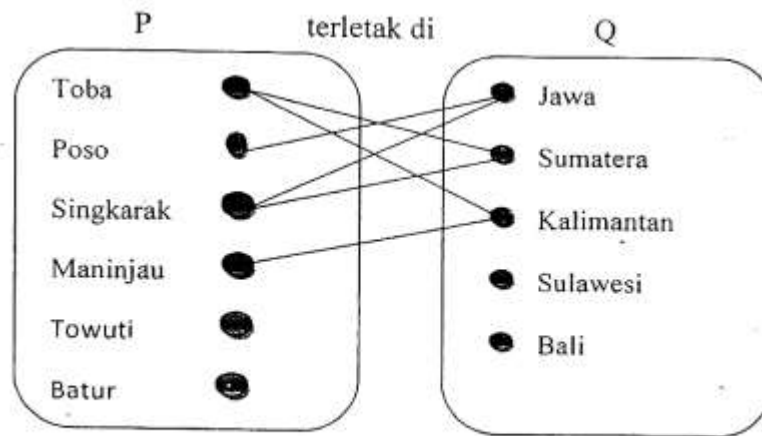 P terletak di Q
Toba
Poso
Singkarak
Maninjau
Towuti
Batur
Jawa
Sumatera
Kalimantan
Sulawesi
Bali